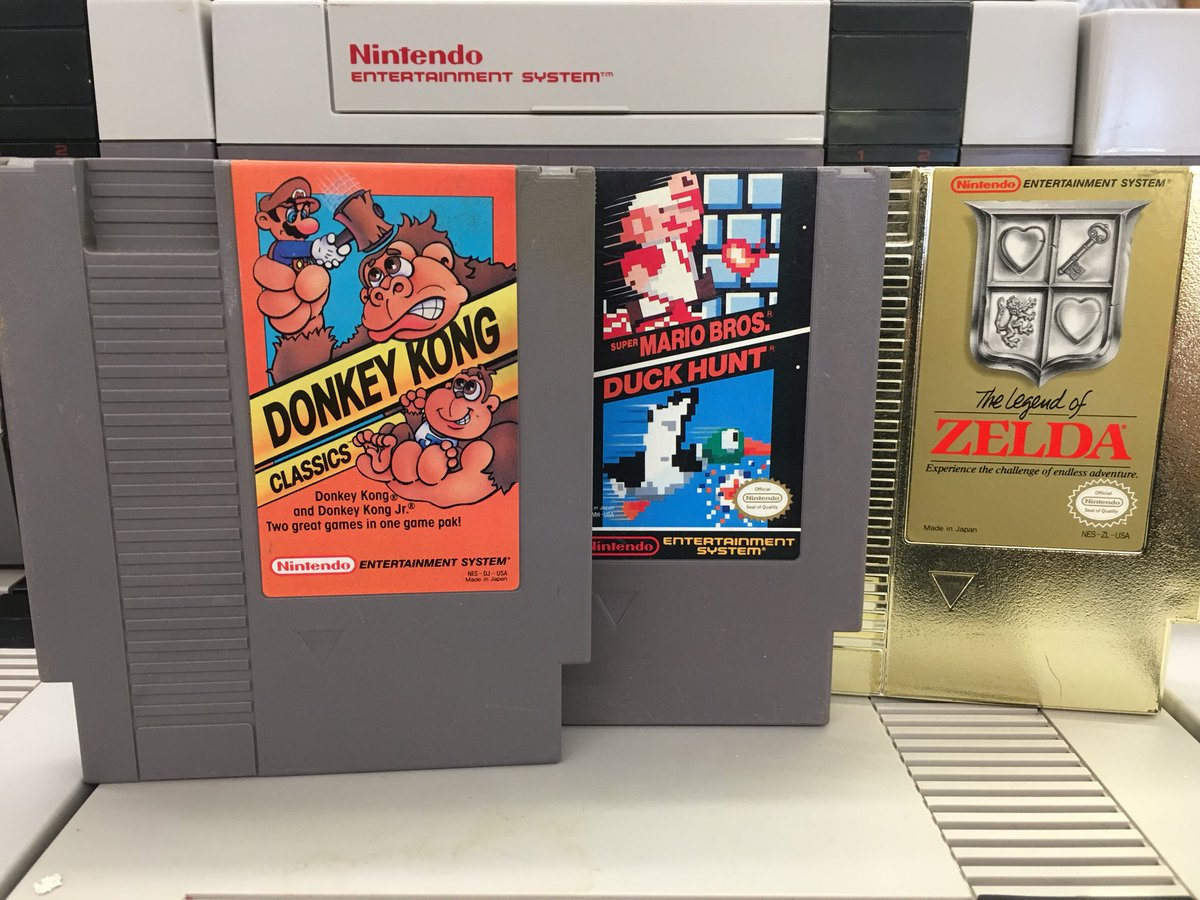 Nintendo
ENTERTAINMENT SYSTEM™
2
1 2
DONKEY KONG
CLASSICS
Donkey Kong®
and Donkey Kong Jr.®
Two great games in one game pak!
Nintendo ENTERTAINMENT SYSTEM®
NES-DJ-USA
Made in Japan
SUPER MARIO BROS.®
DUCK HUNT®
Official
Nintendo
Seal of Quality
Nintendo ENTERTAINMENT
SYSTEM®
Nintendo ENTERTAINMENT SYSTEM®
The Legend of
ZELDA
Experience the challenge of endless adventure.
Official
Nintendo
Seal of Quality
Made in Japan
NES-ZL-USA